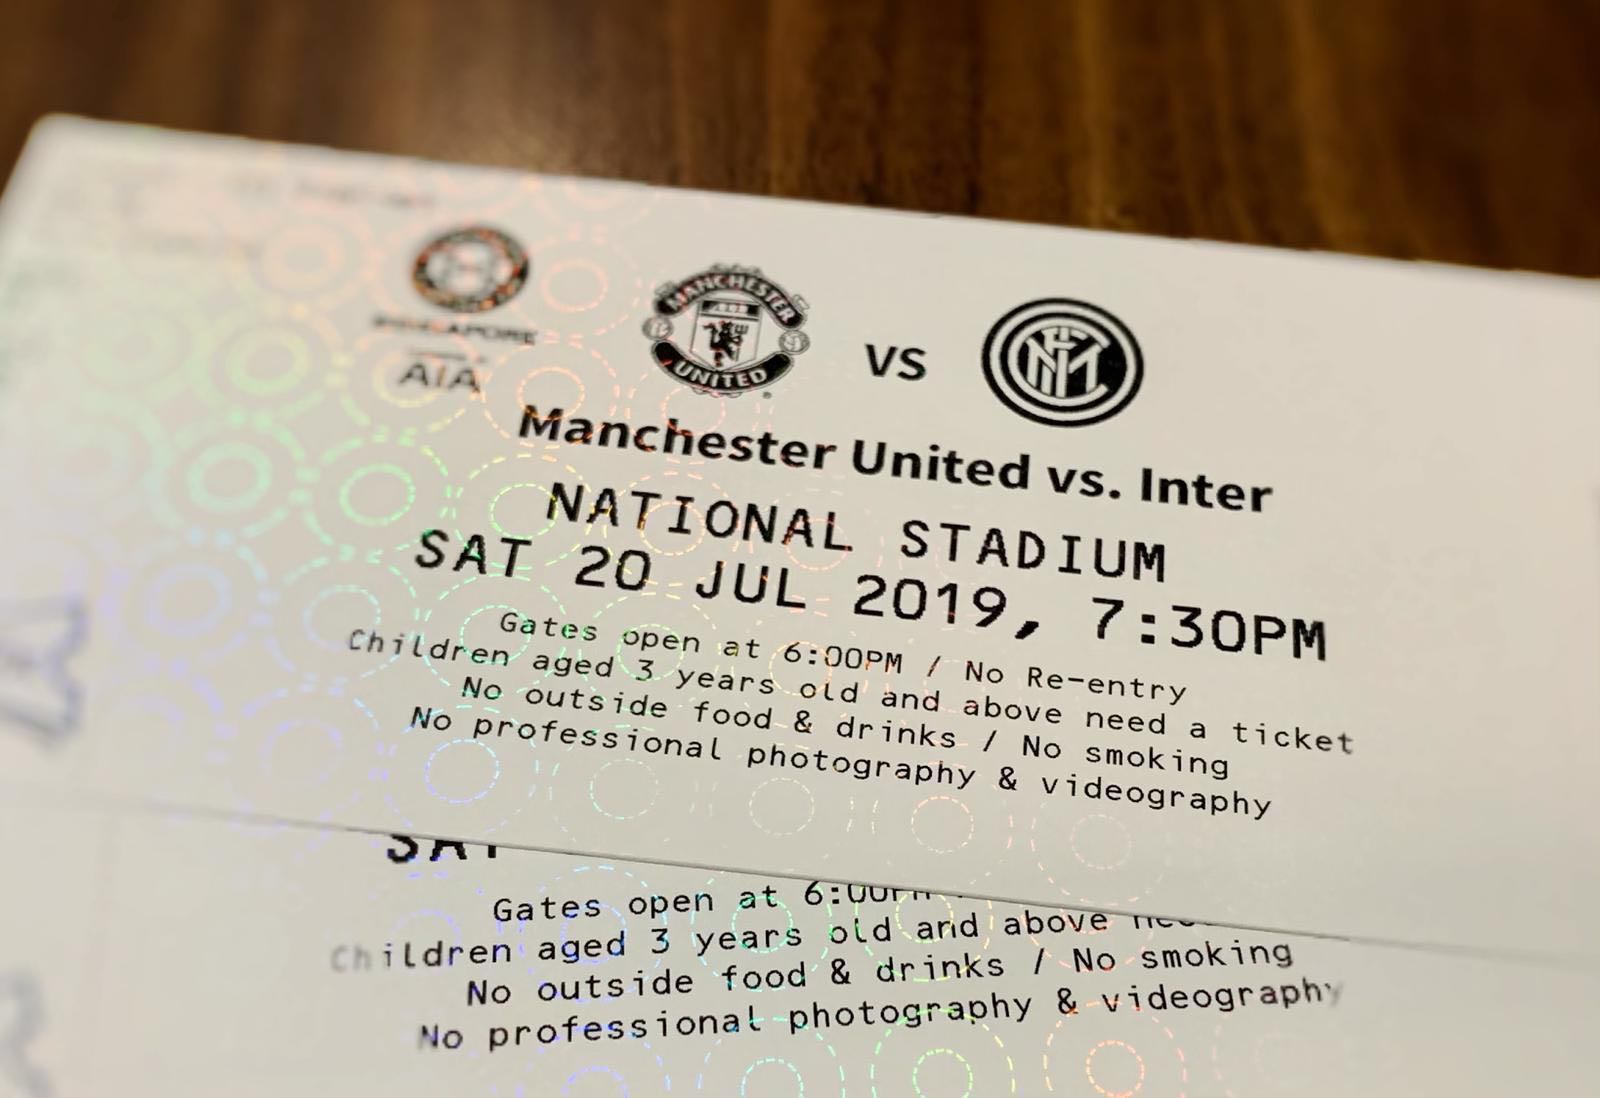 SINGAPORE
AIA
MANCHESTER
UNITED
VS
Manchester United vs. Inter
NATIONAL STADIUM
SAT 20 JUL 2019, 7:30PM
Gates open at 6:00PM / No Re-entry
Children aged 3 years old and above need a ticket
No outside food & drinks / No smoking
No professional photography & videography
SAT
Gates open at 6:00PM
Children aged 3 years old and above
No outside food & drinks / No smoking
No professional photography & videography